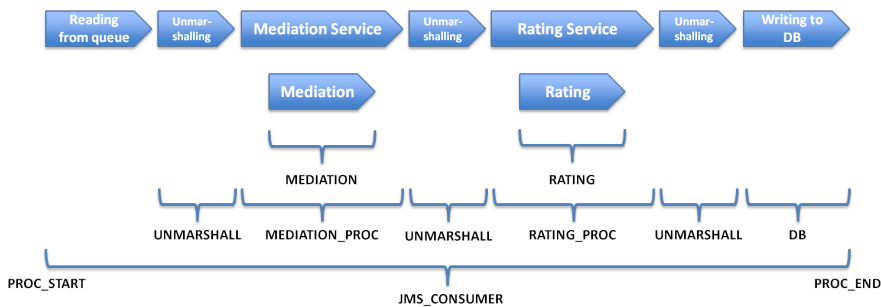 Reading
from queue
Unmar-
shalling
Mediation Service
Unmar-
shalling
Rating Service
Unmar-
shalling
Writing to
DB
Mediation
Rating
MEDIATION
RATING
UNMARSHALL
MEDIATION_PROC
UNMARSHALL
RATING_PROC
UNMARSHALL
DB
PROC_START
PROC_END
JMS_CONSUMER